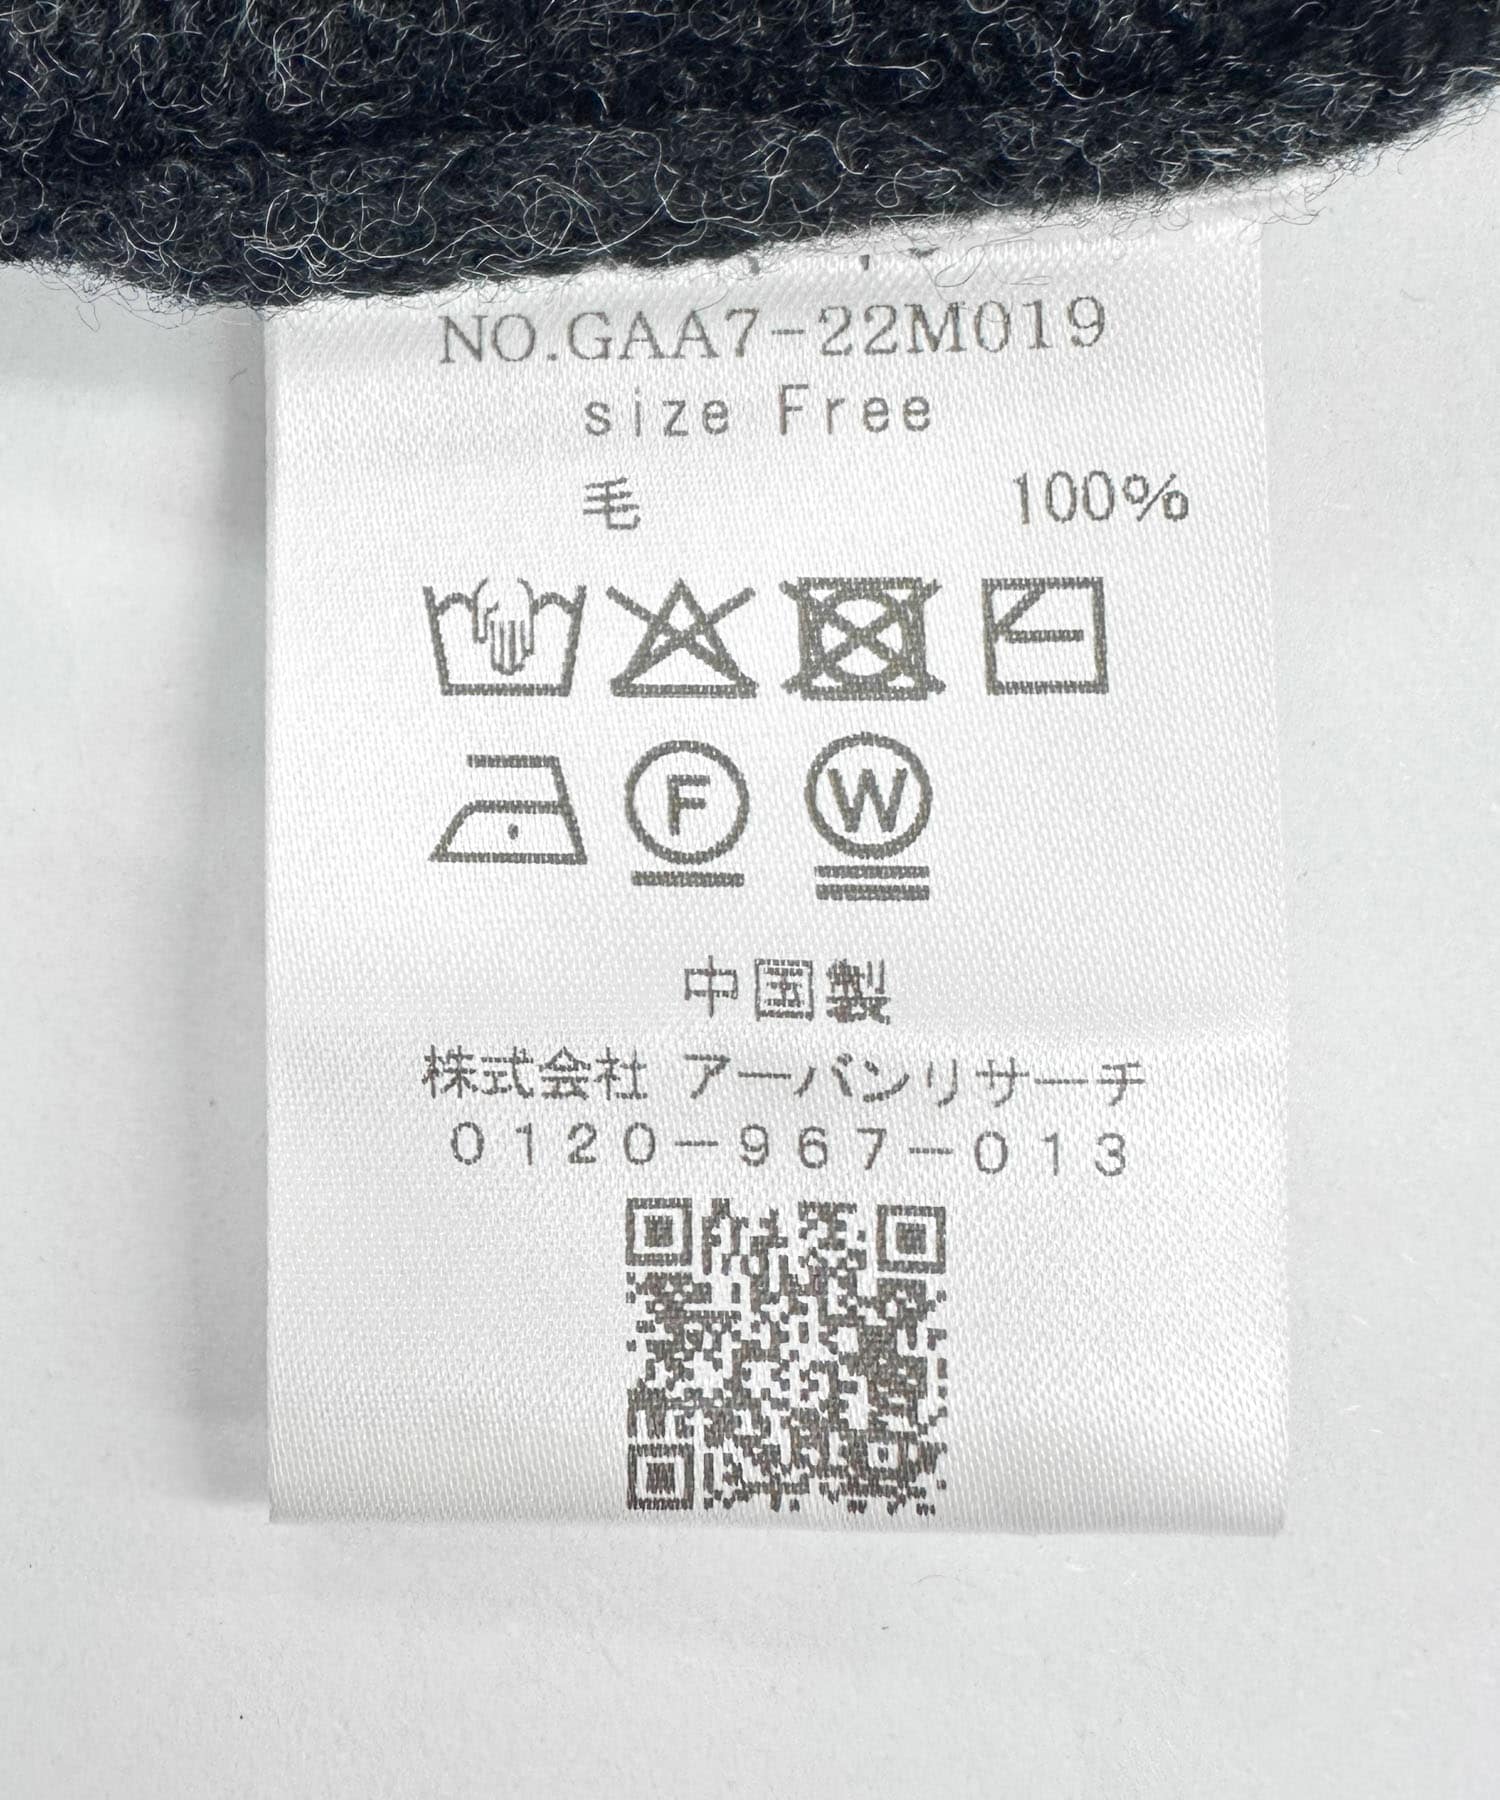 NO.GAA7-22M019
size Free
毛 100%
F W
中国製
株式会社 アーバンリサーチ
0120-967-013